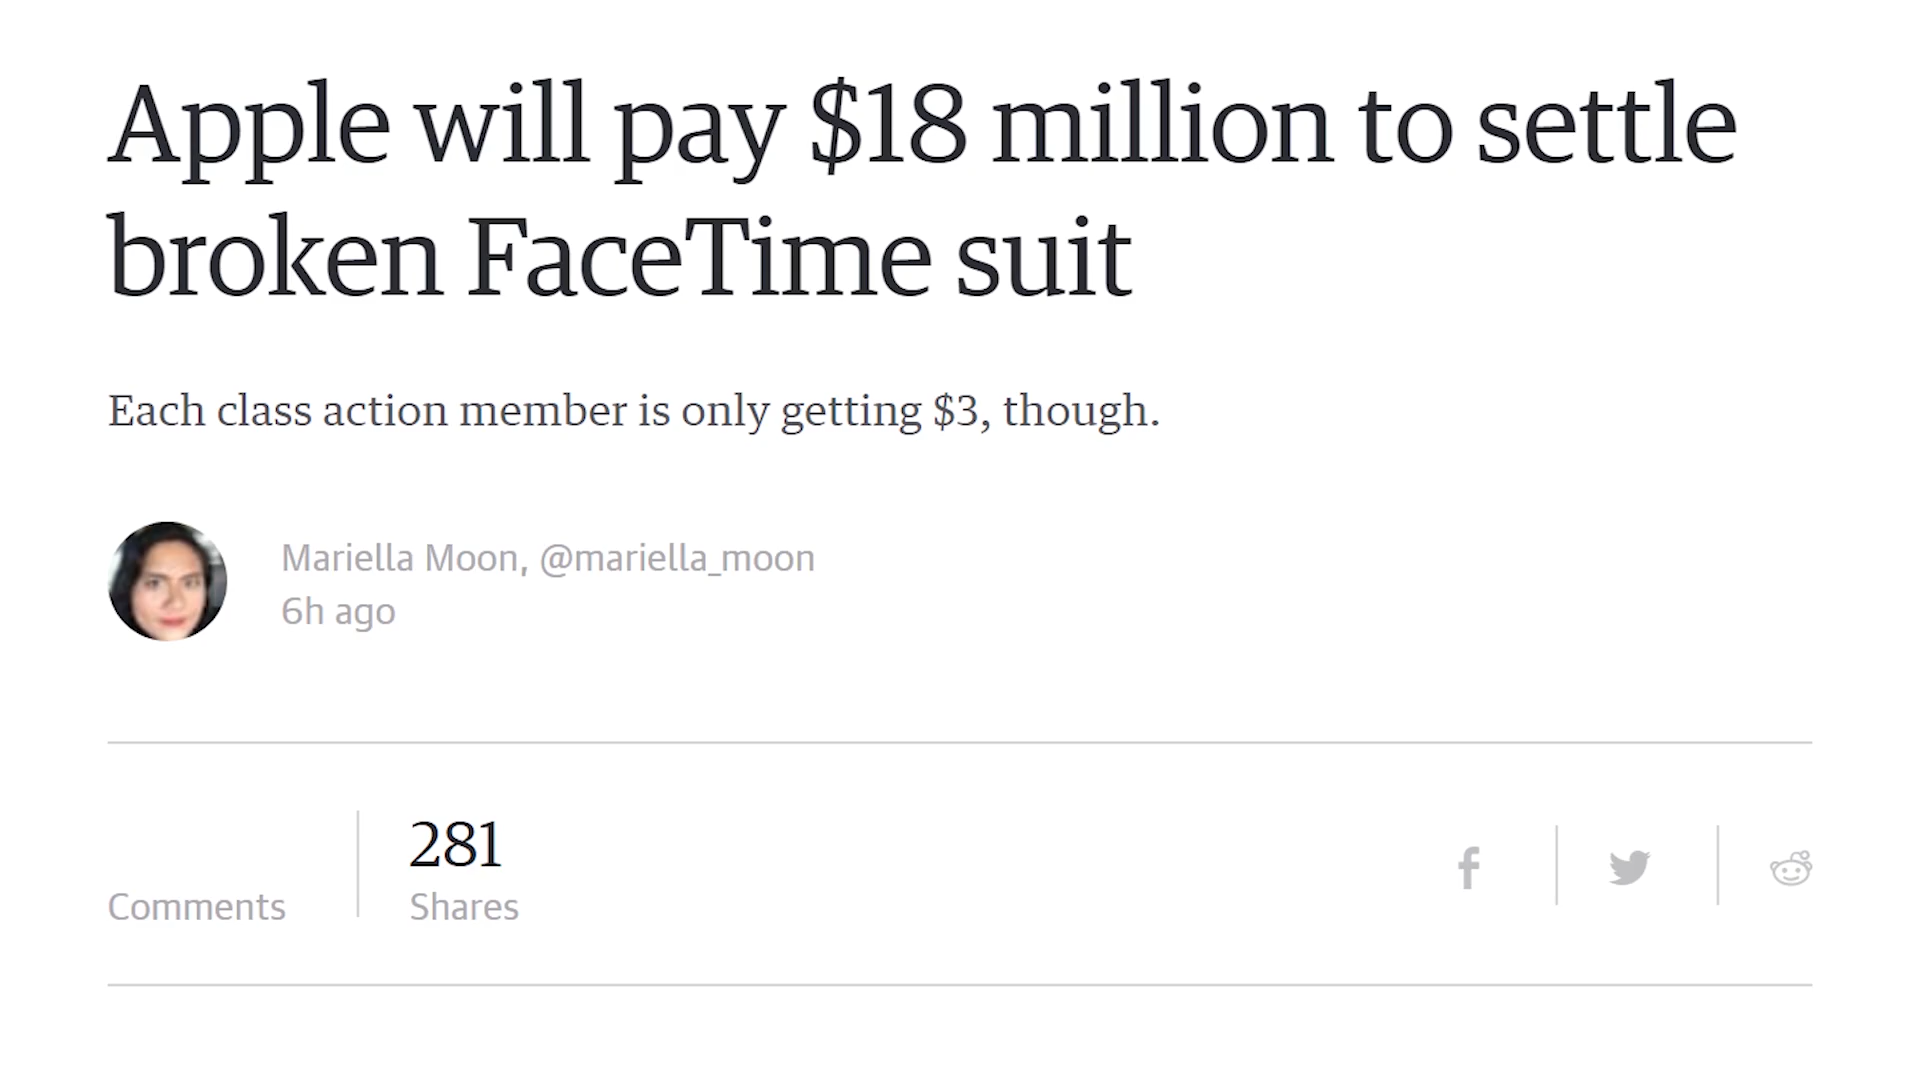 Apple will pay $18 million to settle
broken FaceTime suit
Each class action member is only getting $3, though.
Mariella Moon, @mariella_moon
6h ago
281
Comments
Shares